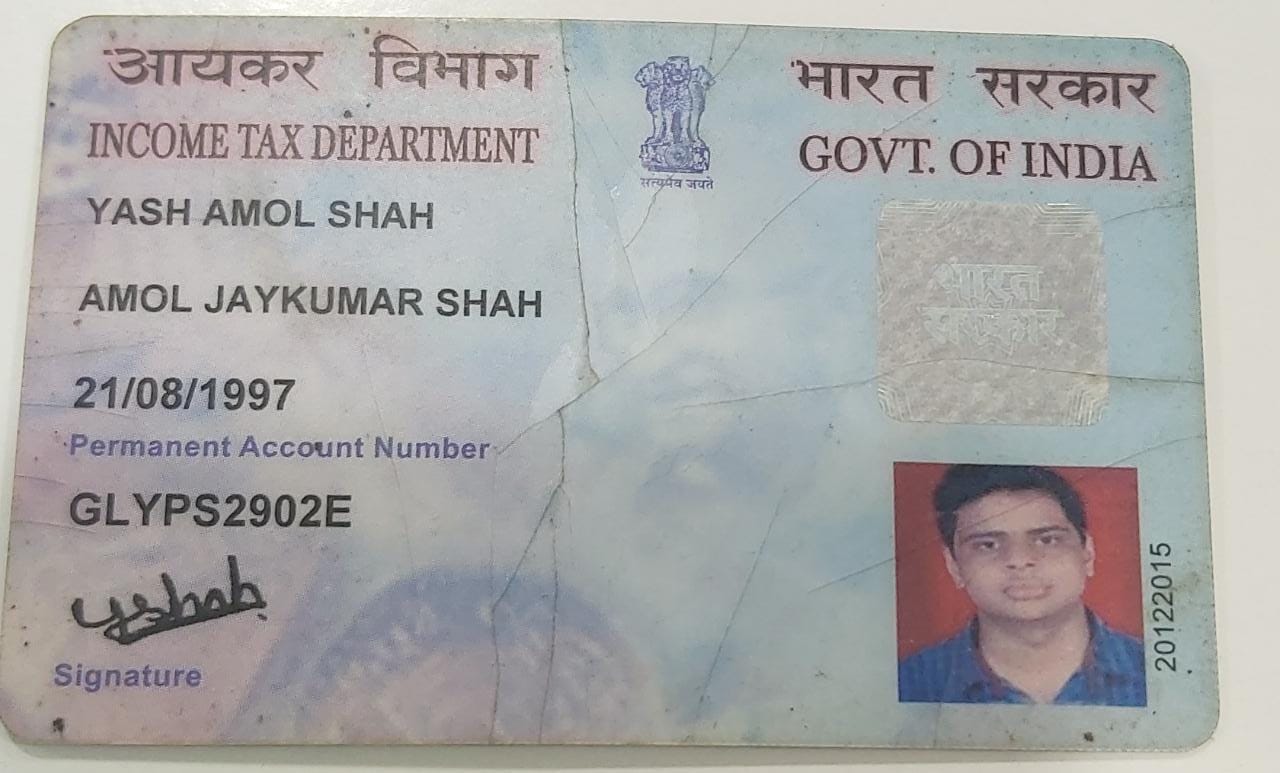 आयकर विभाग
INCOME TAX DEPARTMENT
सत्यमेव जयते
भारत सरकार
GOVT. OF INDIA
YASH AMOL SHAH
AMOL JAYKUMAR SHAH
21/08/1997
Permanent Account Number
GLYPS2902E
yshah
Signature
भारत
सरकार
20122015